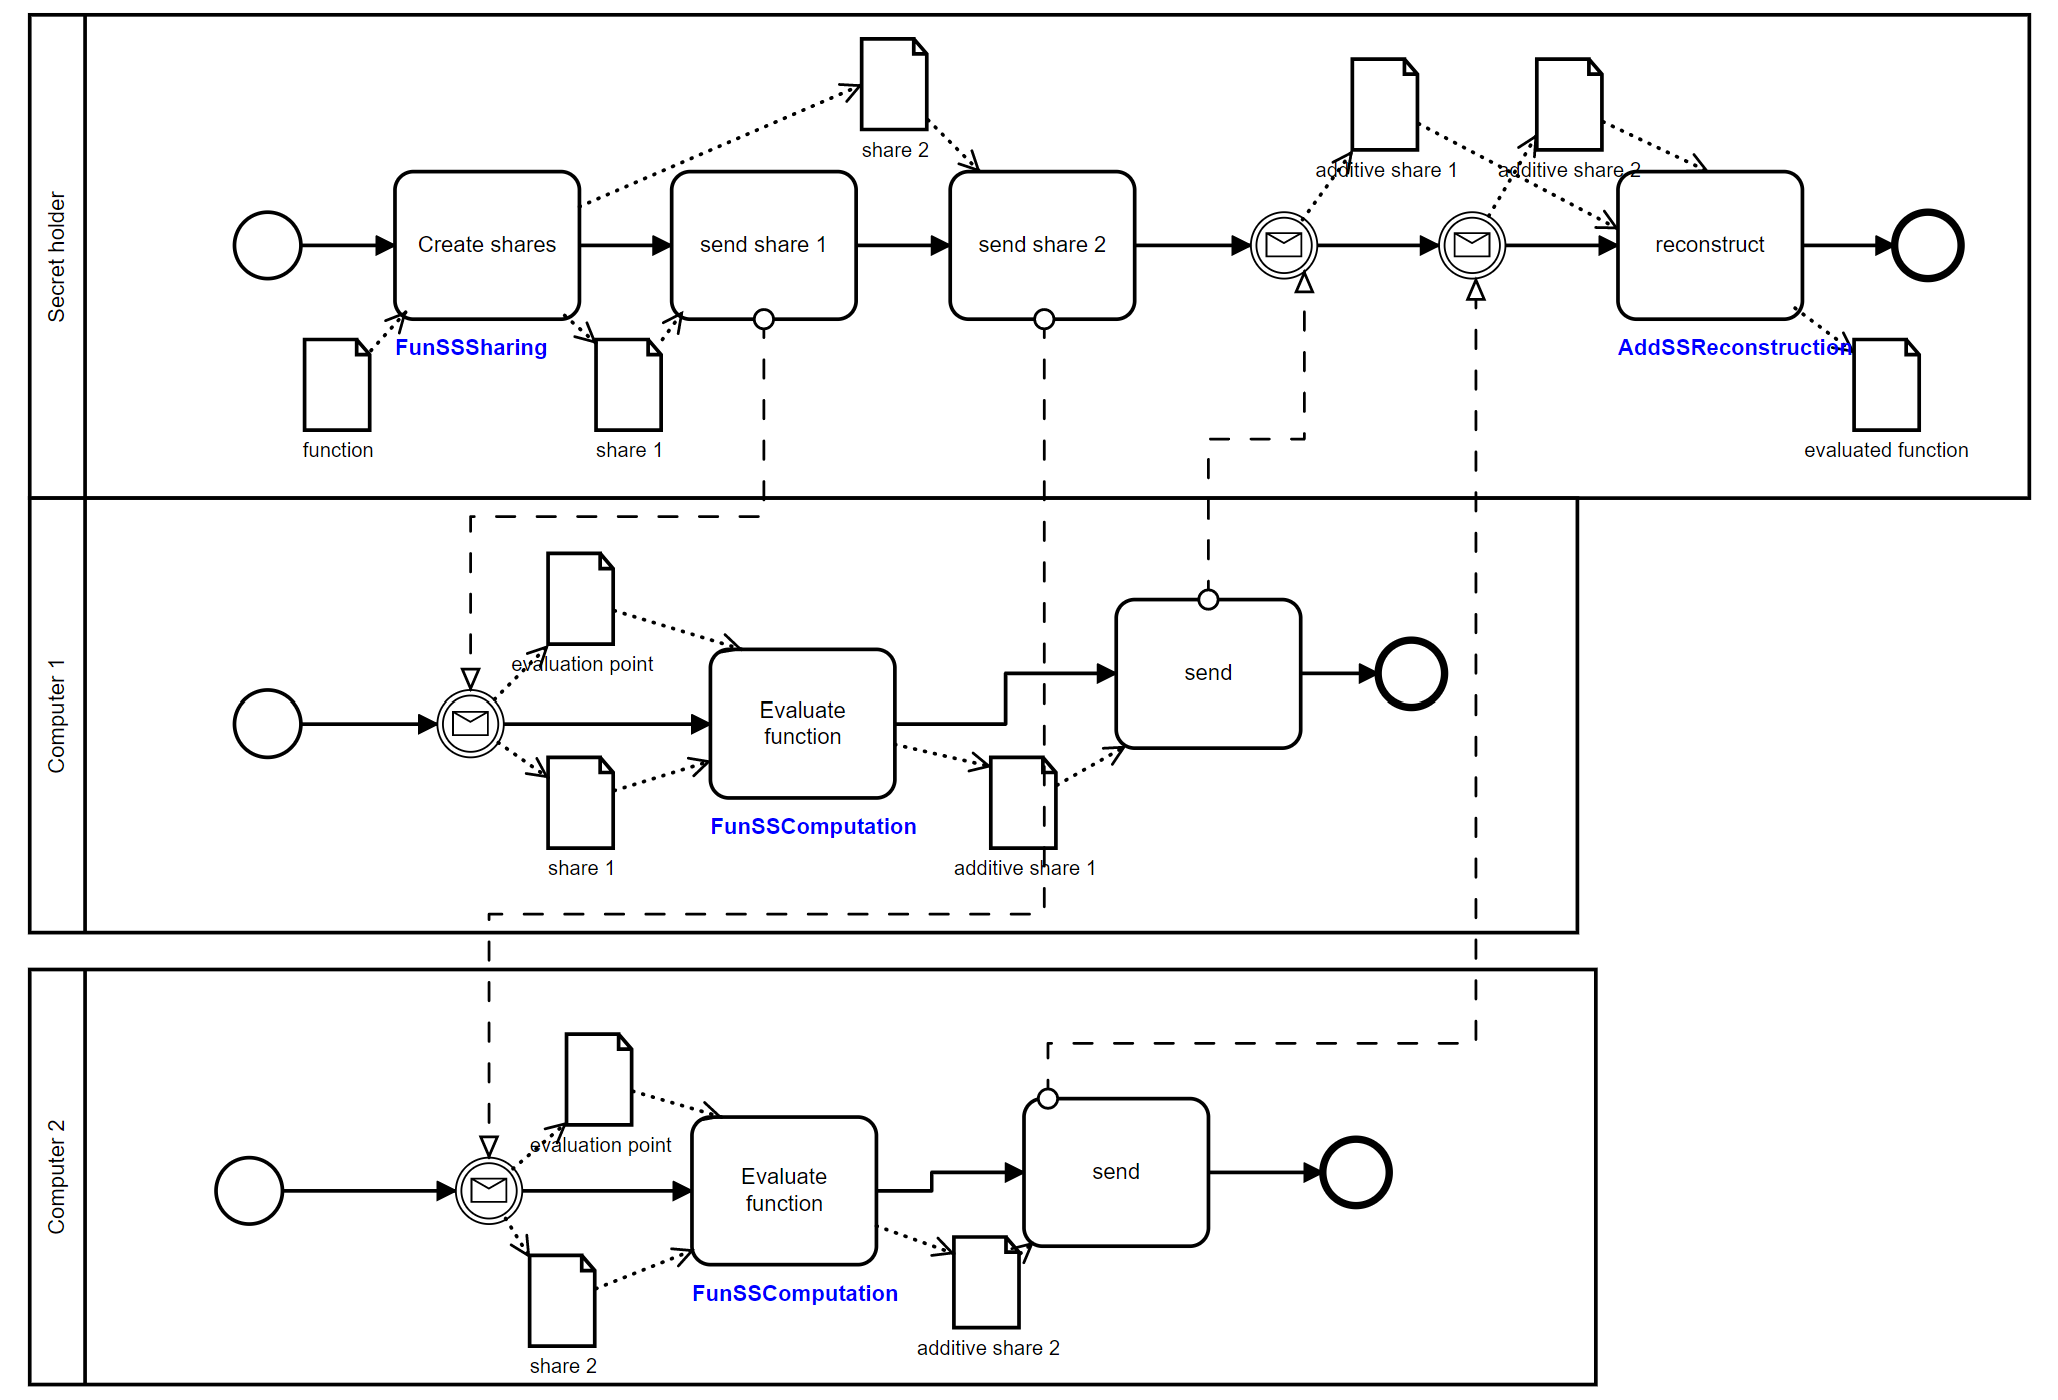 Secret holder
share 2
additive share 1
additive share 2
Create shares
send share 1
send share 2
reconstruct
FunSSSharing
AddSSReconstruction
function
share 1
evaluated function
Computer 1
evaluation point
Evaluate
function
send
FunSSComputation
share 1
additive share 1
Computer 2
evaluation point
Evaluate
function
send
FunSSComputation
additive share 2
share 2